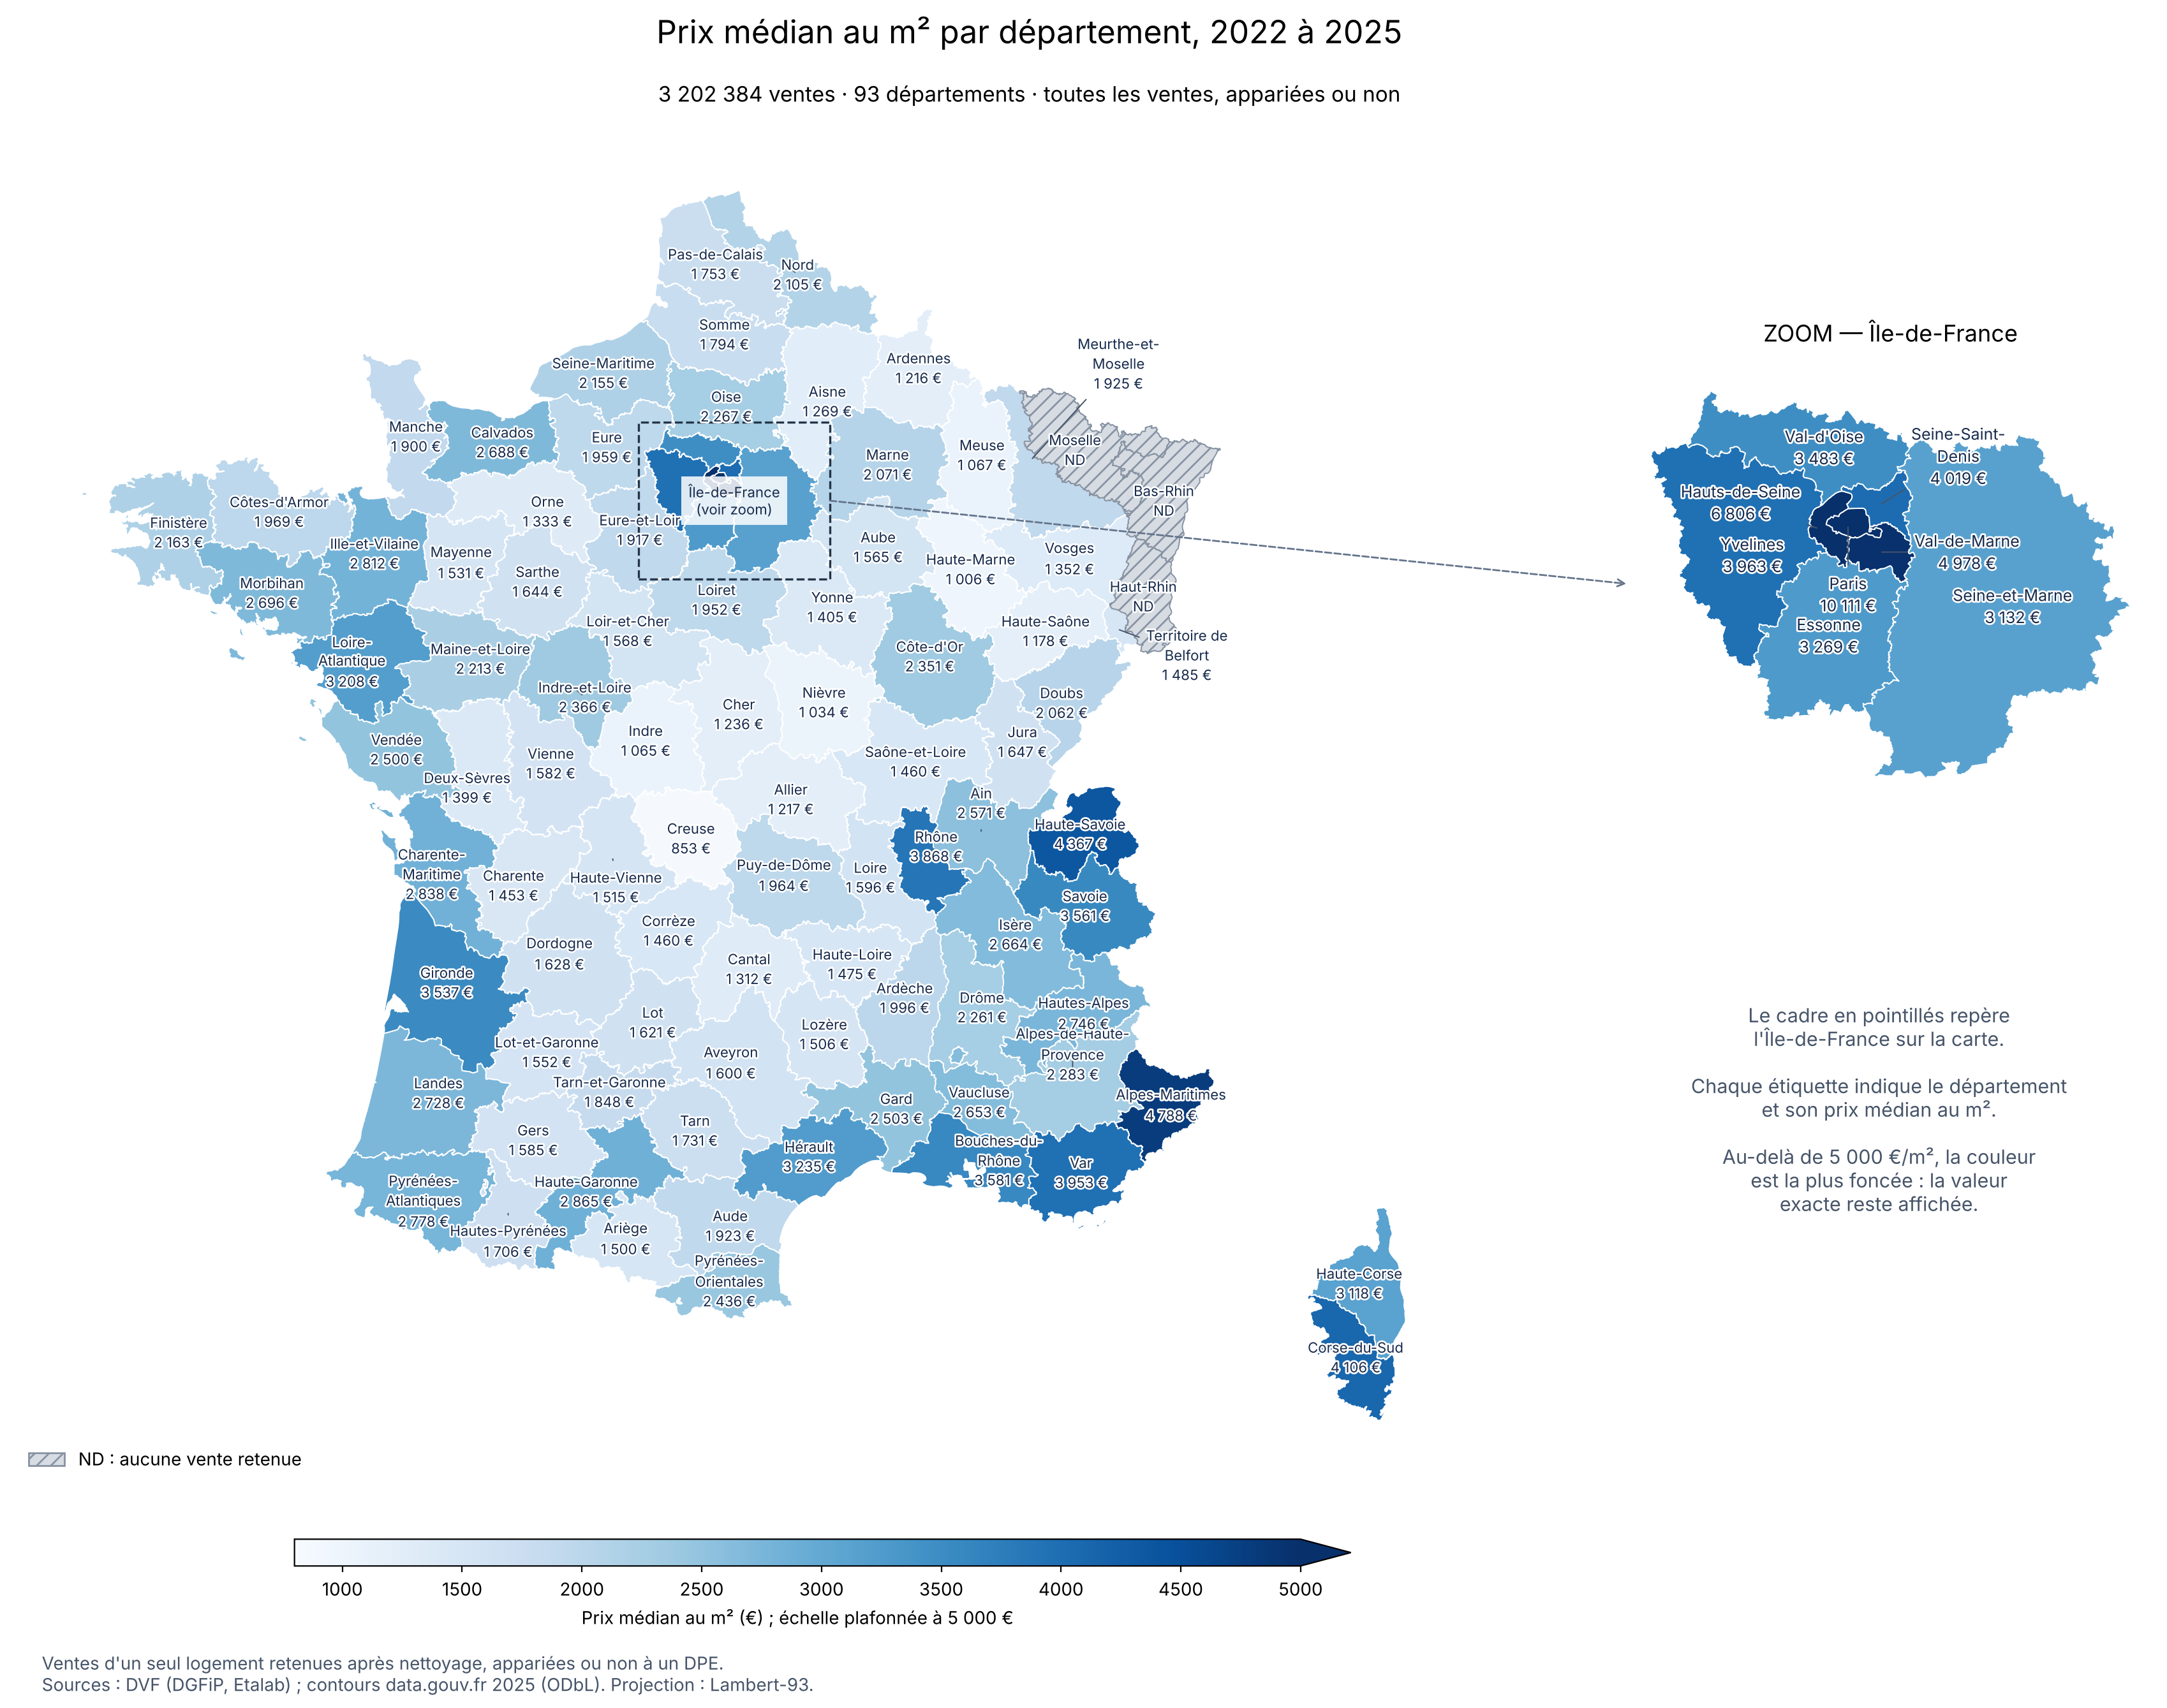 Prix médian au m² par département, 2022 à 2025
3 202 384 ventes · 93 départements · toutes les ventes, appariées ou non
Pas-de-Calais
1 753 €
Nord
2 105 €
Somme
1 794 €
Seine-Maritime
2 155 €
Oise
2 267 €
Aisne
1 269 €
Ardennes
1 216 €
Meurthe-et-
Moselle
1 925 €
Manche
1 900 €
Calvados
2 688 €
Eure
1 959 €
Marne
2 071 €
Meuse
1 067 €
Moselle
ND
Bas-Rhin
ND
Finistère
2 163 €
Côtes-d'Armor
1 969 €
Orne
1 333 €
Île-de-France
(voir zoom)
Eure-et-Loir
1 917 €
Ille-et-Vilaine
2 812 €
Mayenne
1 531 €
Sarthe
1 644 €
Aube
1 565 €
Haute-Marne
1 006 €
Vosges
1 352 €
Haut-Rhin
ND
Morbihan
2 696 €
Loiret
1 952 €
Yonne
1 405 €
Loir-et-Cher
1 568 €
Haute-Saône
1 178 €
Territoire de
Belfort
1 485 €
Loire-
Atlantique
3 208 €
Maine-et-Loire
2 213 €
Indre-et-Loire
2 366 €
Côte-d'Or
2 351 €
Doubs
2 062 €
Cher
1 236 €
Nièvre
1 034 €
Indre
1 065 €
Jura
1 647 €
Vendée
2 500 €
Deux-Sèvres
1 399 €
Vienne
1 582 €
Saône-et-Loire
1 460 €
Allier
1 217 €
Ain
2 571 €
Creuse
853 €
Rhône
3 868 €
Haute-Savoie
4 367 €
Charente-
Maritime
2 838 €
Charente
1 453 €
Haute-Vienne
1 515 €
Puy-de-Dôme
1 964 €
Loire
1 596 €
Savoie
3 561 €
Corrèze
1 460 €
Isère
2 664 €
Dordogne
1 628 €
Cantal
1 312 €
Haute-Loire
1 475 €
Gironde
3 537 €
Ardèche
1 996 €
Drôme
2 261 €
Hautes-Alpes
2 746 €
Lot
1 621 €
Lozère
1 506 €
Alpes-de-Haute-
Provence
2 283 €
Lot-et-Garonne
1 552 €
Aveyron
1 600 €
Landes
2 728 €
Tarn-et-Garonne
1 848 €
Gard
2 503 €
Vaucluse
2 653 €
Alpes-Maritimes
4 788 €
Gers
1 585 €
Tarn
1 731 €
Hérault
3 235 €
Bouches-du-
Rhône
3 581 €
Var
3 953 €
Pyrénées-
Atlantiques
2 778 €
Haute-Garonne
2 865 €
Hautes-Pyrénées
1 706 €
Ariège
1 500 €
Aude
1 923 €
Pyrénées-
Orientales
2 436 €
Haute-Corse
3 118 €
Corse-du-Sud
4 106 €
ZOOM — Île-de-France
Val-d'Oise
3 483 €
Seine-Saint-
Denis
4 019 €
Hauts-de-Seine
6 806 €
Yvelines
3 963 €
Val-de-Marne
4 978 €
Paris
10 111 €
Essonne
3 269 €
Seine-et-Marne
3 132 €
Le cadre en pointillés repère
l'Île-de-France sur la carte.
Chaque étiquette indique le département
et son prix médian au m².
Au-delà de 5 000 €/m², la couleur
est la plus foncée : la valeur
exacte reste affichée.
ND : aucune vente retenue
1000 1500 2000 2500 3000 3500 4000 4500 5000
Prix médian au m² (€) ; échelle plafonnée à 5 000 €
Ventes d'un seul logement retenues après nettoyage, appariées ou non à un DPE.
Sources : DVF (DGFiP, Etalab) ; contours data.gouv.fr 2025 (ODbL). Projection : Lambert-93.